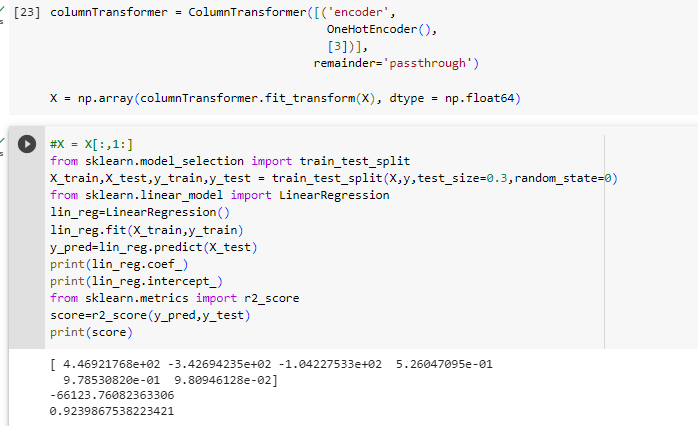 [23] columnTransformer = ColumnTransformer([('encoder',
OneHotEncoder(),
[3])],
remainder='passthrough')
X = np.array(columnTransformer.fit_transform(X), dtype = np.float64)
#X = X[:,1:]
from sklearn.model_selection import train_test_split
X_train,X_test,y_train,y_test = train_test_split(X,y,test_size=0.3,random_state=0)
from sklearn.linear_model import LinearRegression
lin_reg=LinearRegression()
lin_reg.fit(X_train,y_train)
y_pred=lin_reg.predict(X_test)
print(lin_reg.coef_)
print(lin_reg.intercept_)
from sklearn.metrics import r2_score
score=r2_score(y_pred,y_test)
print(score)
[ 4.46921768e+02 -3.42694235e+02 -1.04227533e+02 5.26047095e-01
9.78530820e-01 9.80946128e-02]
-66123.76082363306
0.9239867538223421